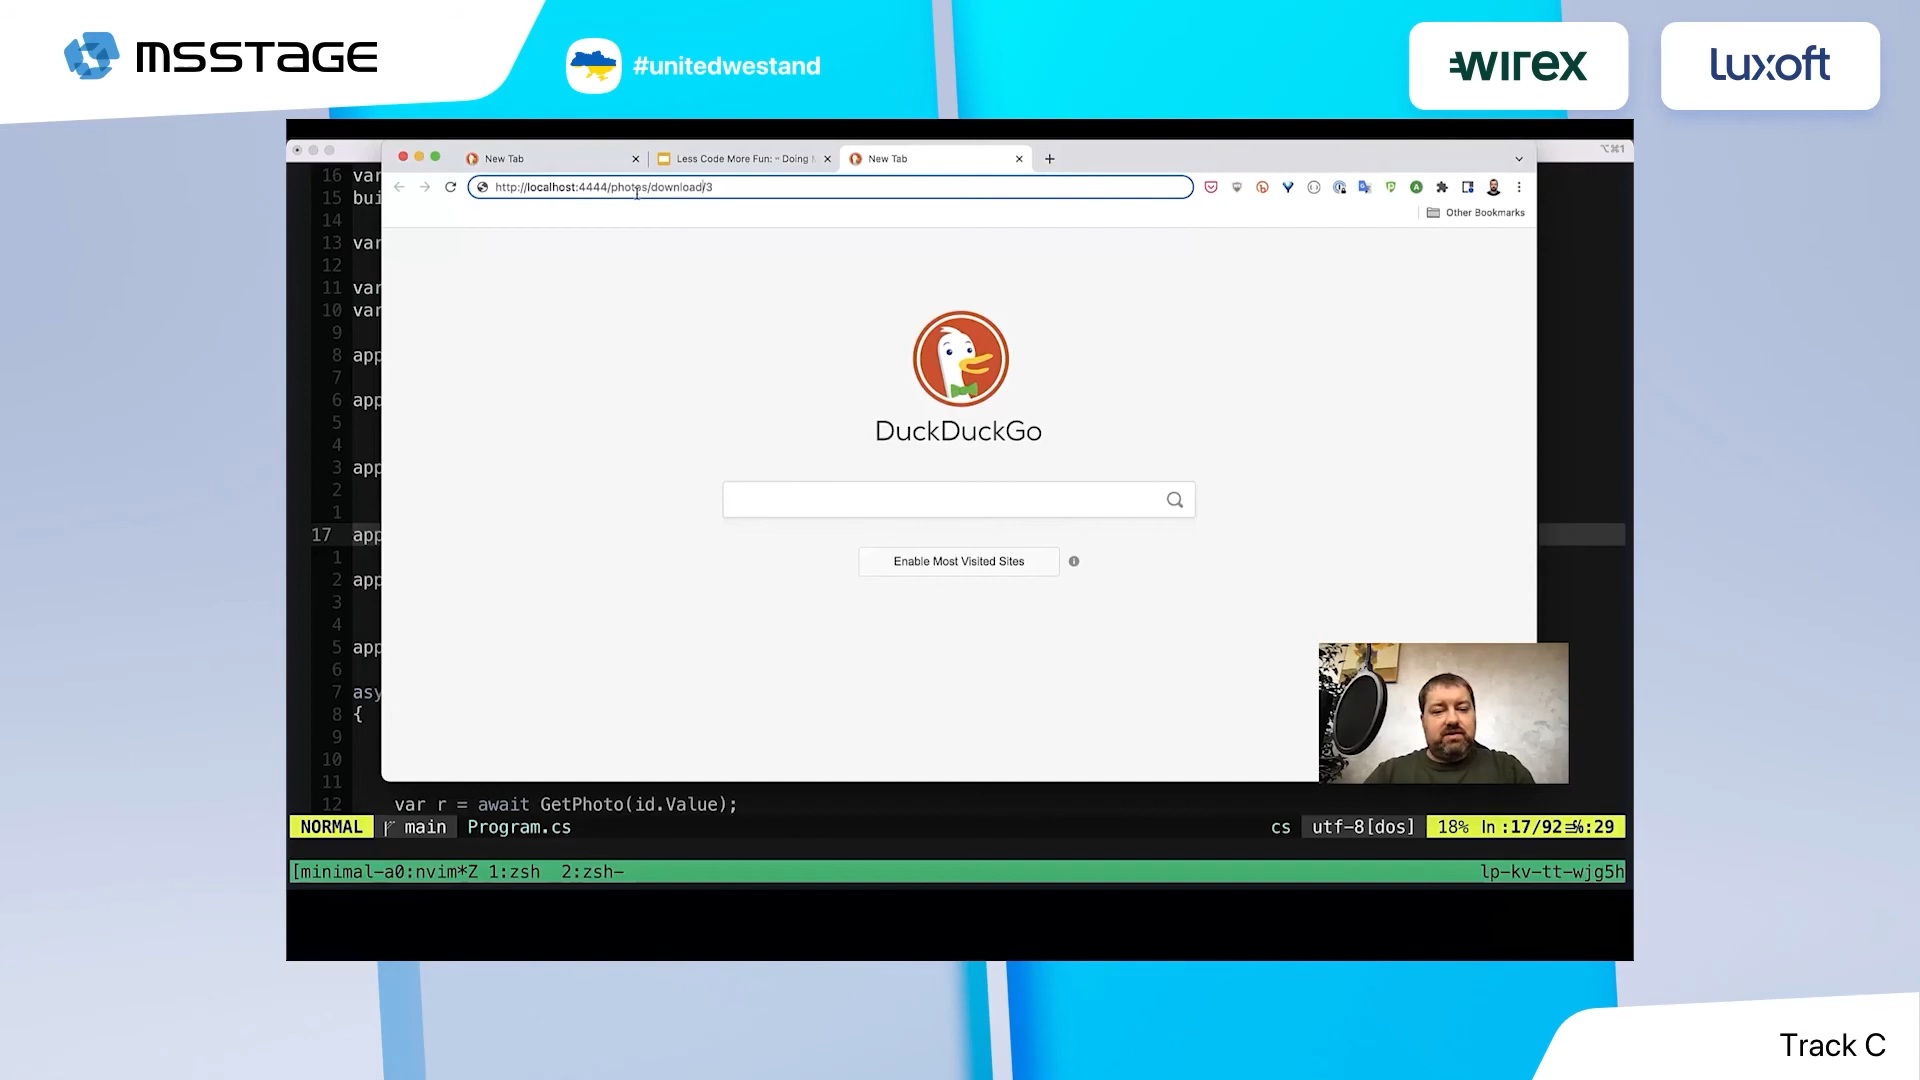 MSSTAGE
#unitedwestand
WIREX
luxoft
New Tab
Less Code More Fun: - Doing M
New Tab
⌥⌘1
http://localhost:4444/photos/download/3
Other Bookmarks
16 var
15 bui
14
13 var
12
11 var
10 var
9
8 app
7
6 app
5
4
3 app
2
1
17 app
1
2 app
3
4
5 app
6
7 asy
8 {
9
10
11
12 var r = await GetPhoto(id.Value);
DuckDuckGo
Enable Most Visited Sites
NORMAL main Program.cs cs utf-8[dos] 18% ln :17/92
[minimal-a0:nvim*Z 1:zsh 2:zsh- lp-kv-tt-wjg5h
Track C